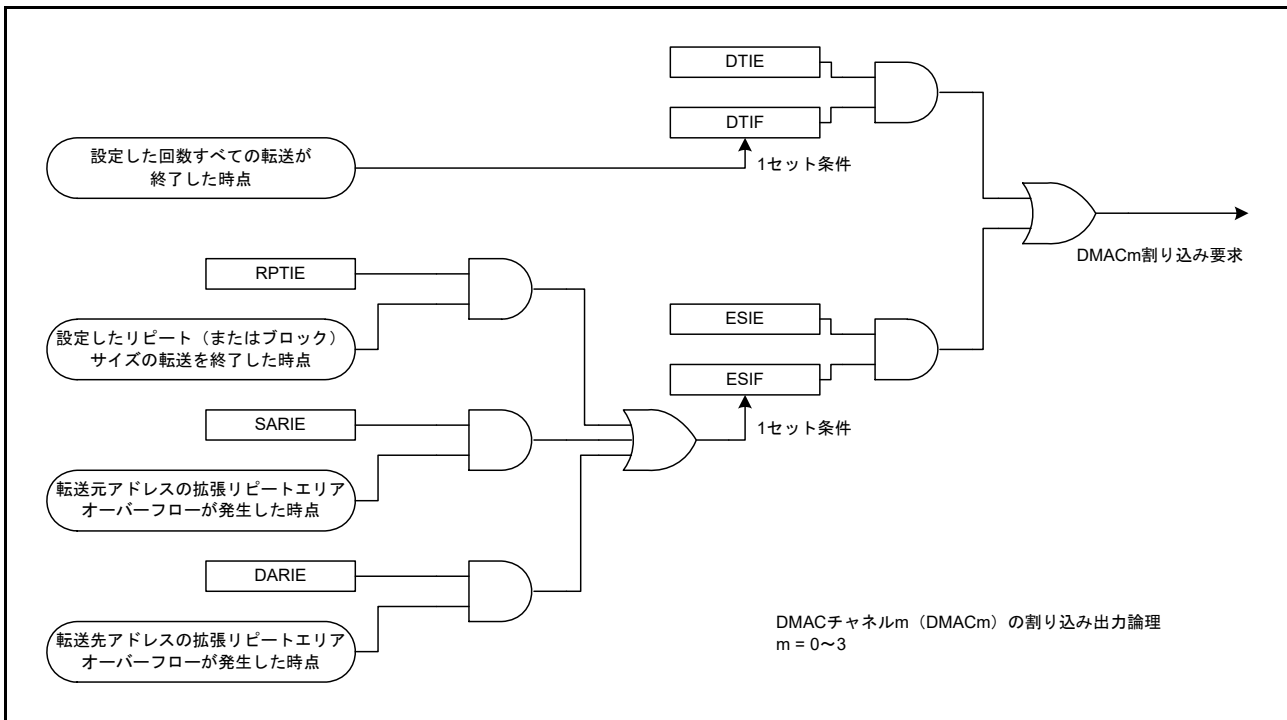 DTIE
DTIF
設定した回数すべての転送が
終了した時点
1セット条件
DMACm割り込み要求
RPTIE
設定したリピート（またはブロック）
サイズの転送を終了した時点
ESIE
ESIF
1セット条件
SARIE
転送元アドレスの拡張リピートエリア
オーバーフローが発生した時点
DARIE
転送先アドレスの拡張リピートエリア
オーバーフローが発生した時点
DMACチャネルm（DMACm）の割り込み出力論理
m = 0～3